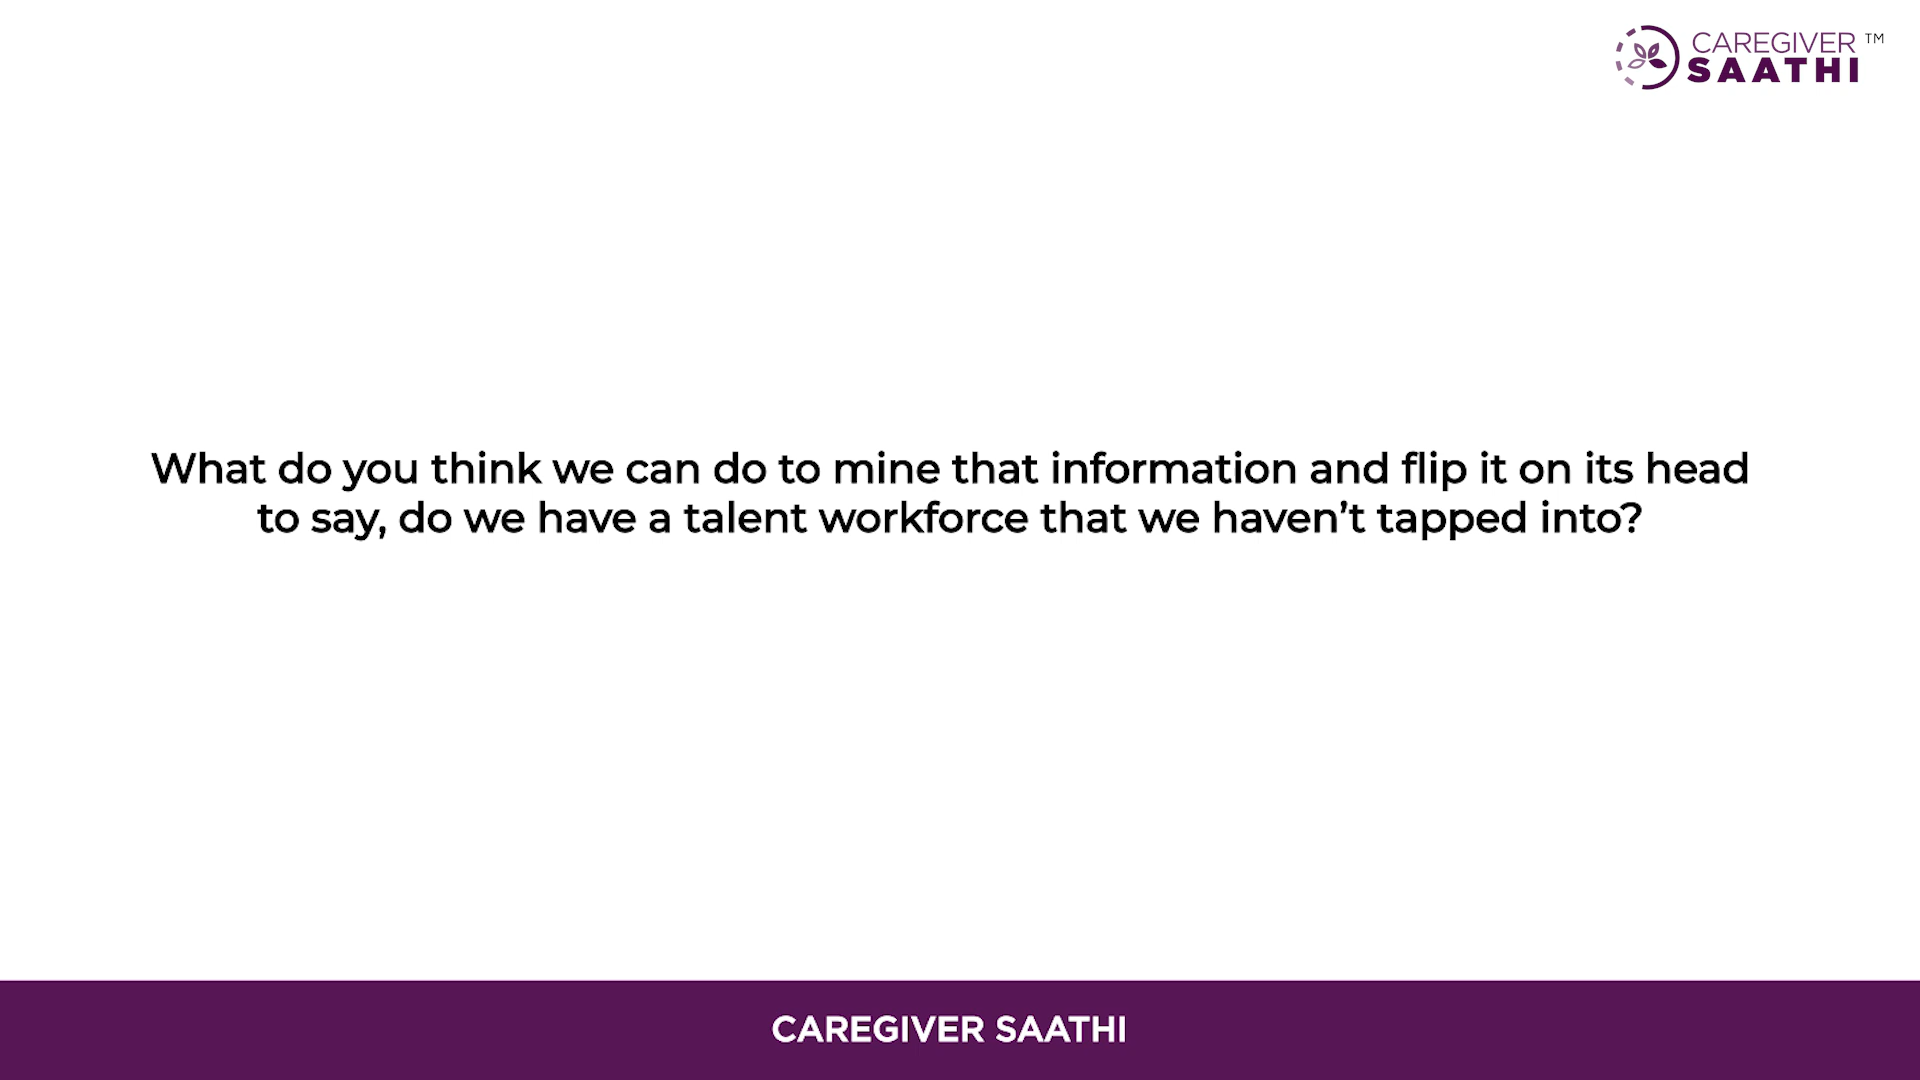 CAREGIVER TM
SAATHI
What do you think we can do to mine that information and flip it on its head
to say, do we have a talent workforce that we haven’t tapped into?
CAREGIVER SAATHI